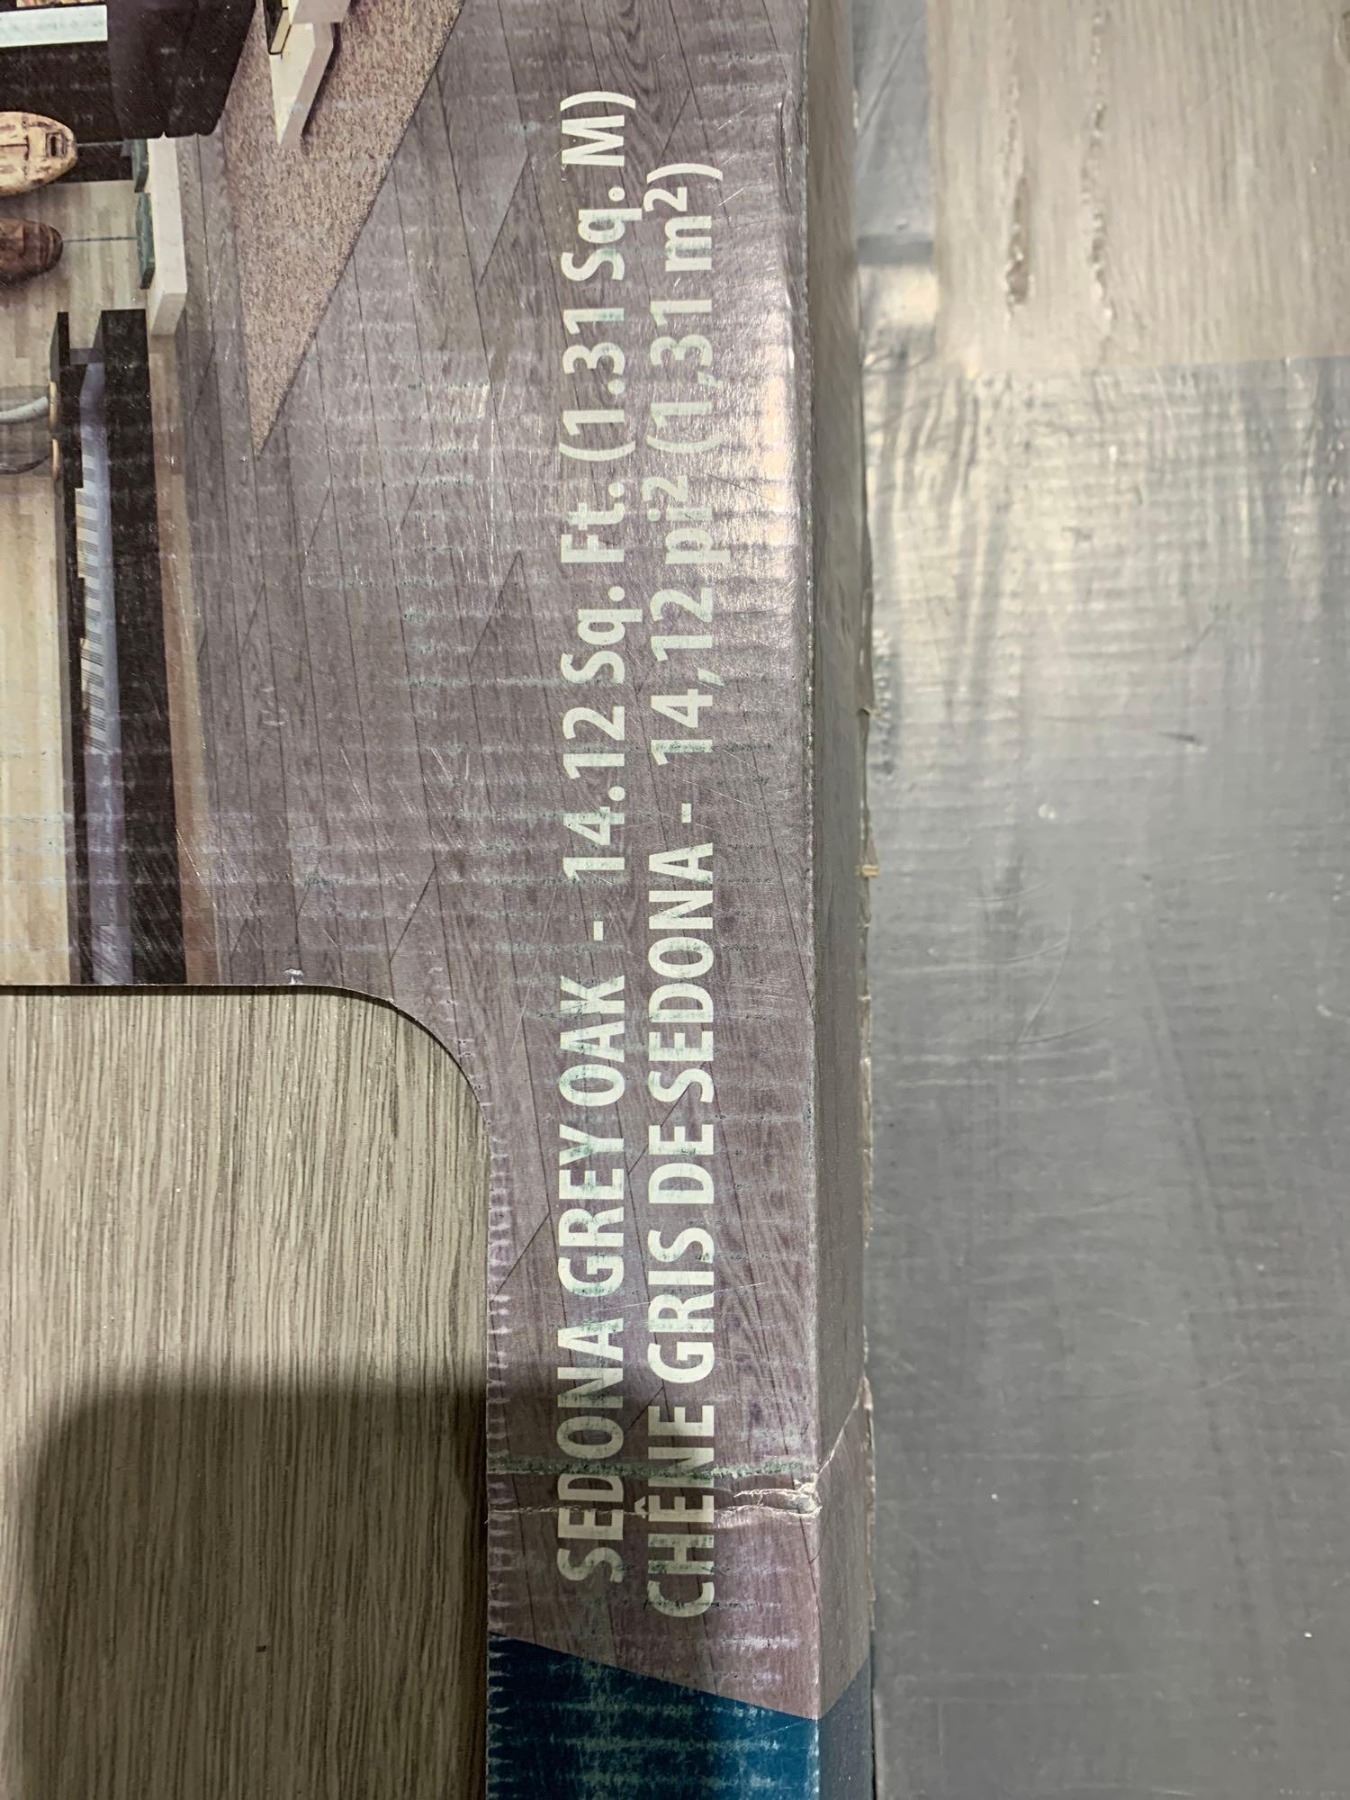 SEDONA GREY OAK - 14.12 Sq. Ft. (1.31 Sq. M)
CHÊNE GRIS DE SEDONA - 14,12 pi² (1,31 m²)